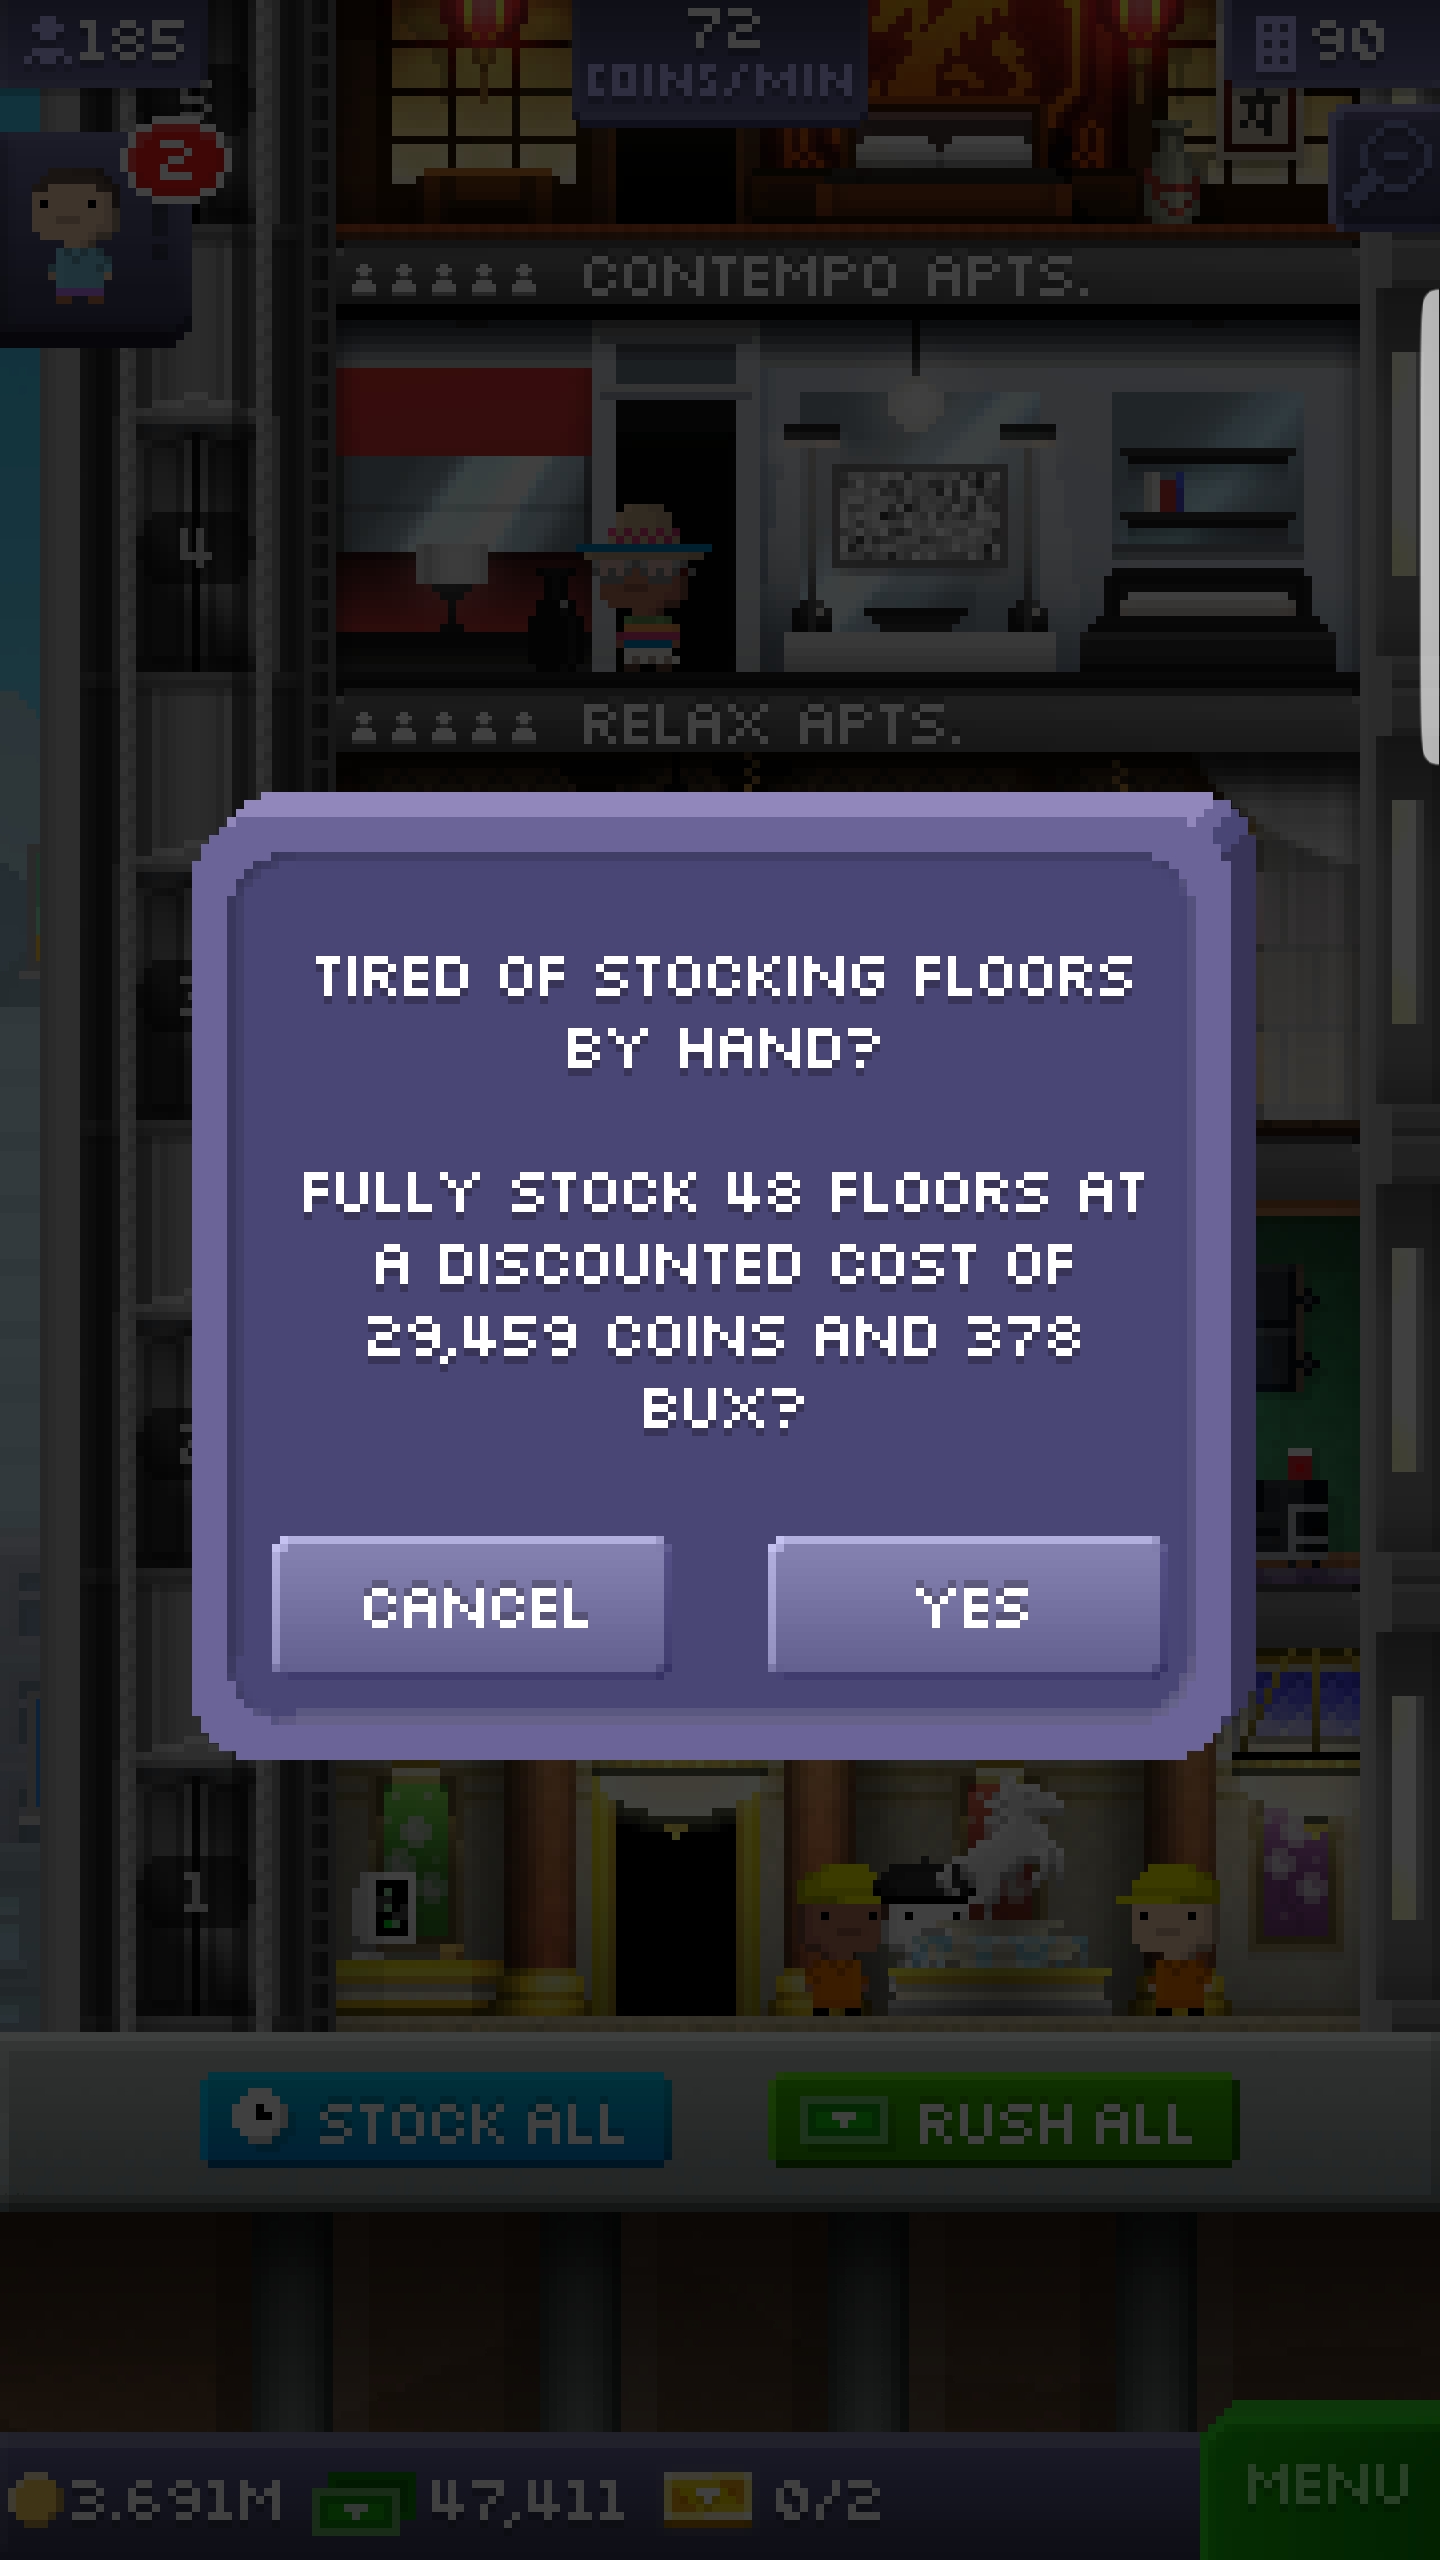 185
72
COINS/MIN
90
5
2
CONTEMPO APTS.
4
RELAX APTS.
TIRED OF STOCKING FLOORS
BY HAND?
FULLY STOCK 48 FLOORS AT
A DISCOUNTED COST OF
29,459 COINS AND 378
BUX?
CANCEL
YES
1
STOCK ALL
RUSH ALL
3.691M
47,411
0/2
MENU